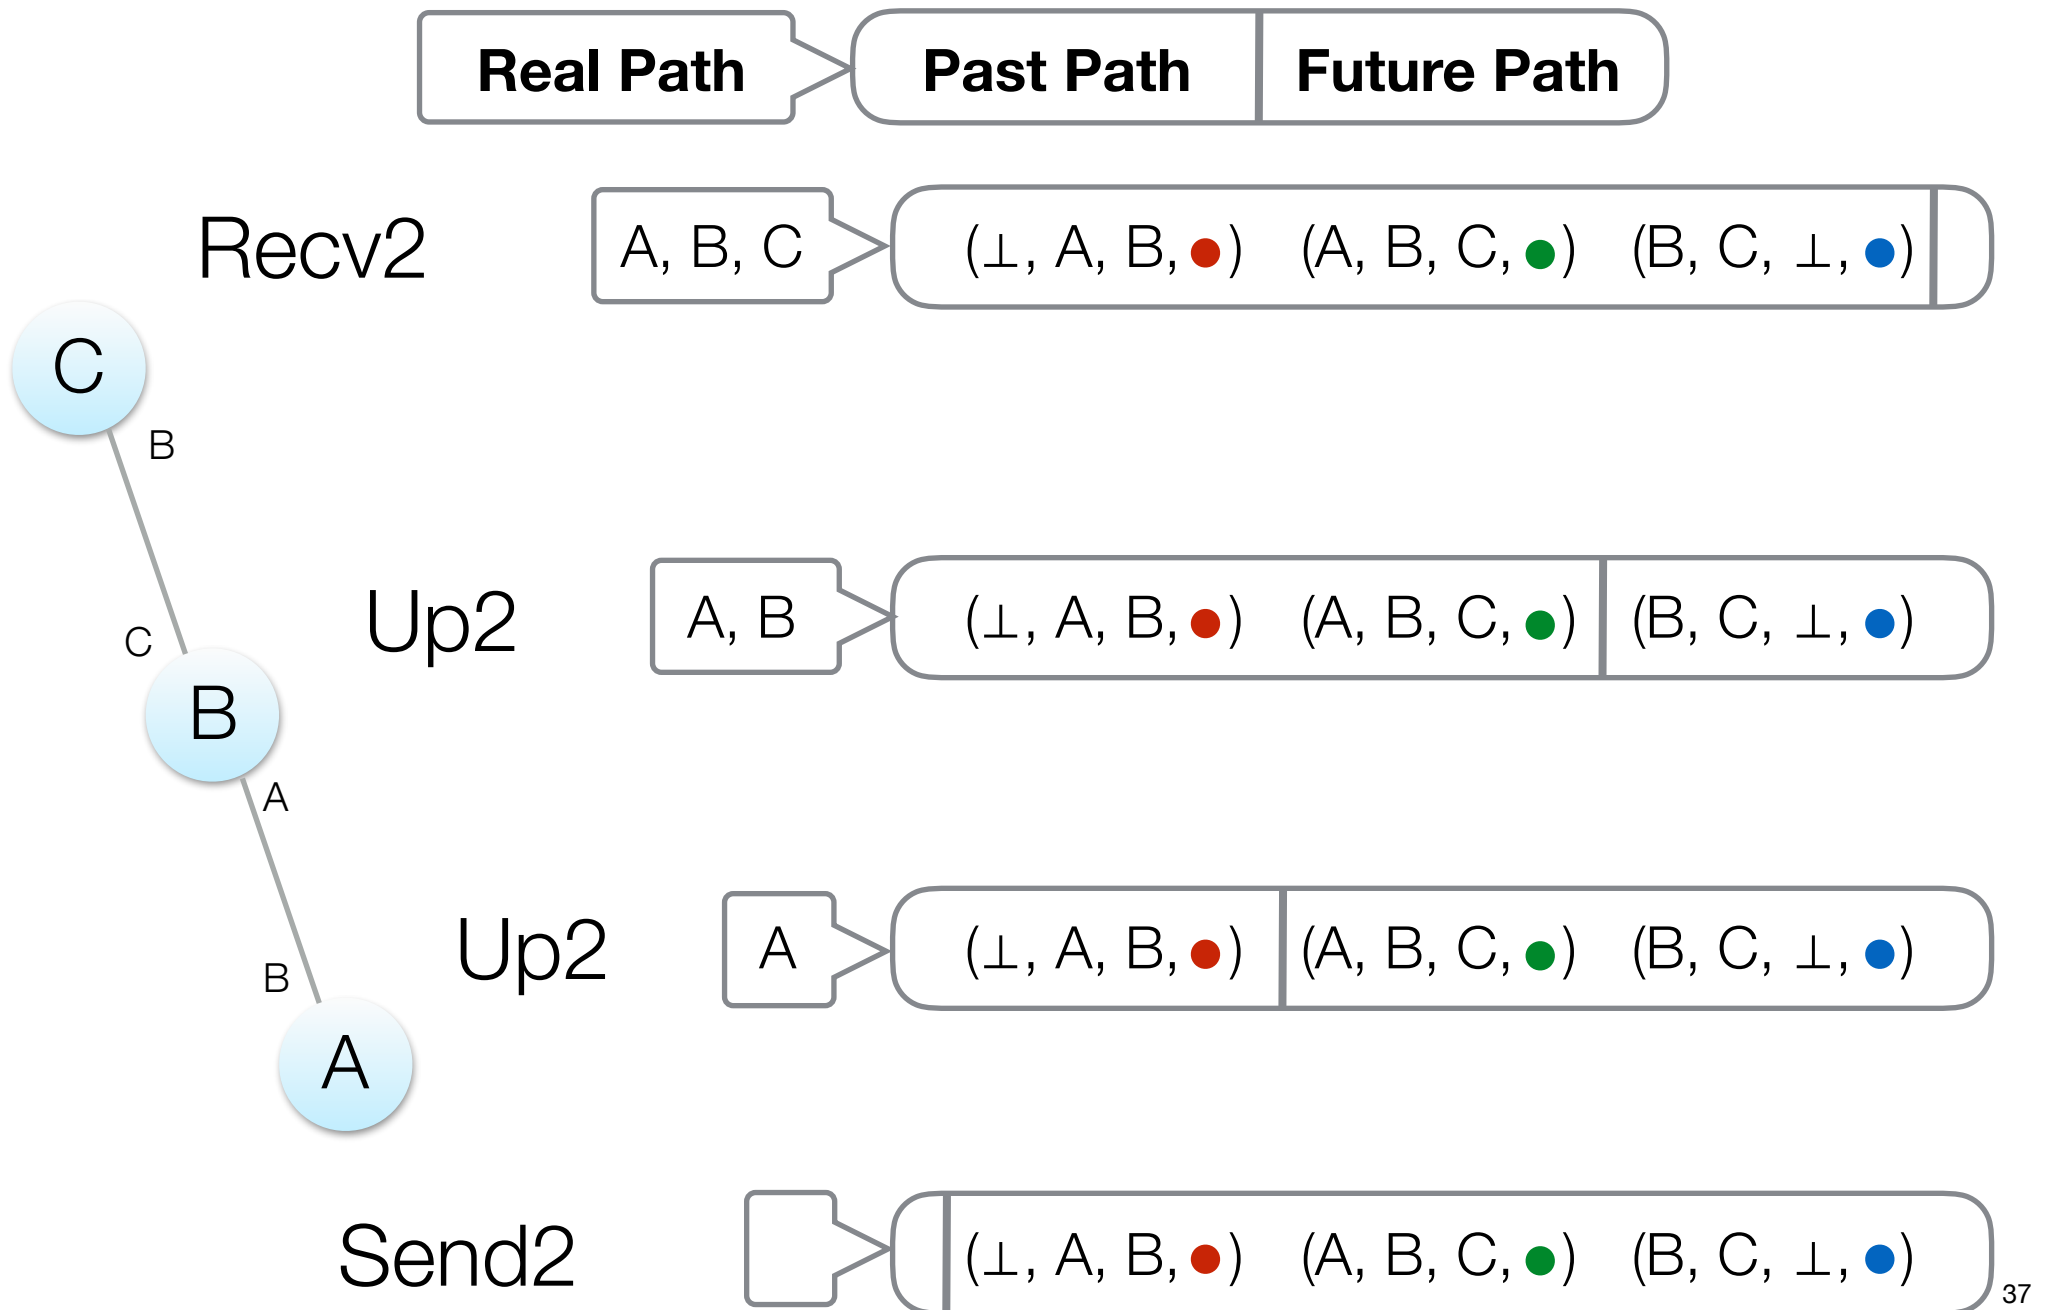 Real Path Past Path Future Path
Recv2 A, B, C (⊥, A, B, ●) (A, B, C, ●) (B, C, ⊥, ●)
C
B
Up2 A, B (⊥, A, B, ●) (A, B, C, ●) (B, C, ⊥, ●)
C
B
A
Up2 A (⊥, A, B, ●) (A, B, C, ●) (B, C, ⊥, ●)
B
A
Send2 (⊥, A, B, ●) (A, B, C, ●) (B, C, ⊥, ●)
37